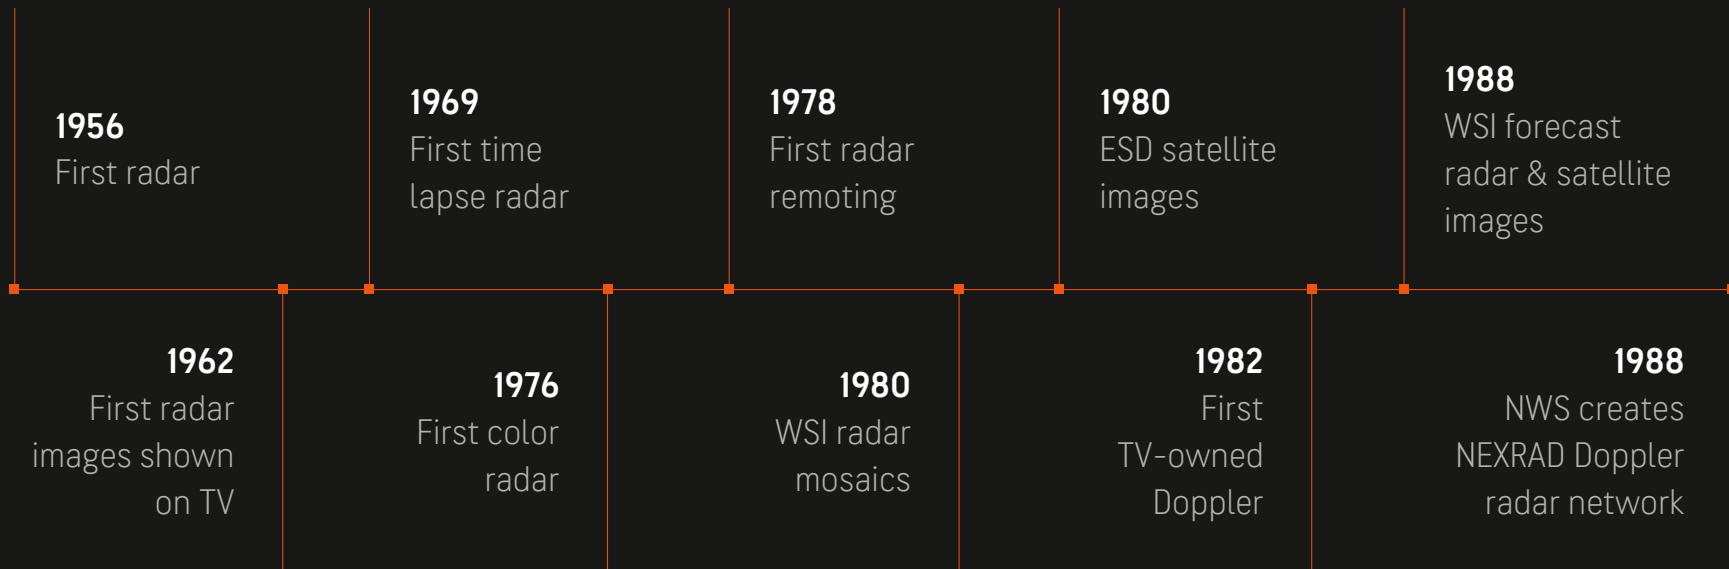 1956
First radar
1969
First time
lapse radar
1978
First radar
remoting
1980
ESD satellite
images
1988
WSI forecast
radar & satellite
images
1962
First radar
images shown
on TV
1976
First color
radar
1980
WSI radar
mosaics
1982
First
TV-owned
Doppler
1988
NWS creates
NEXRAD Doppler
radar network